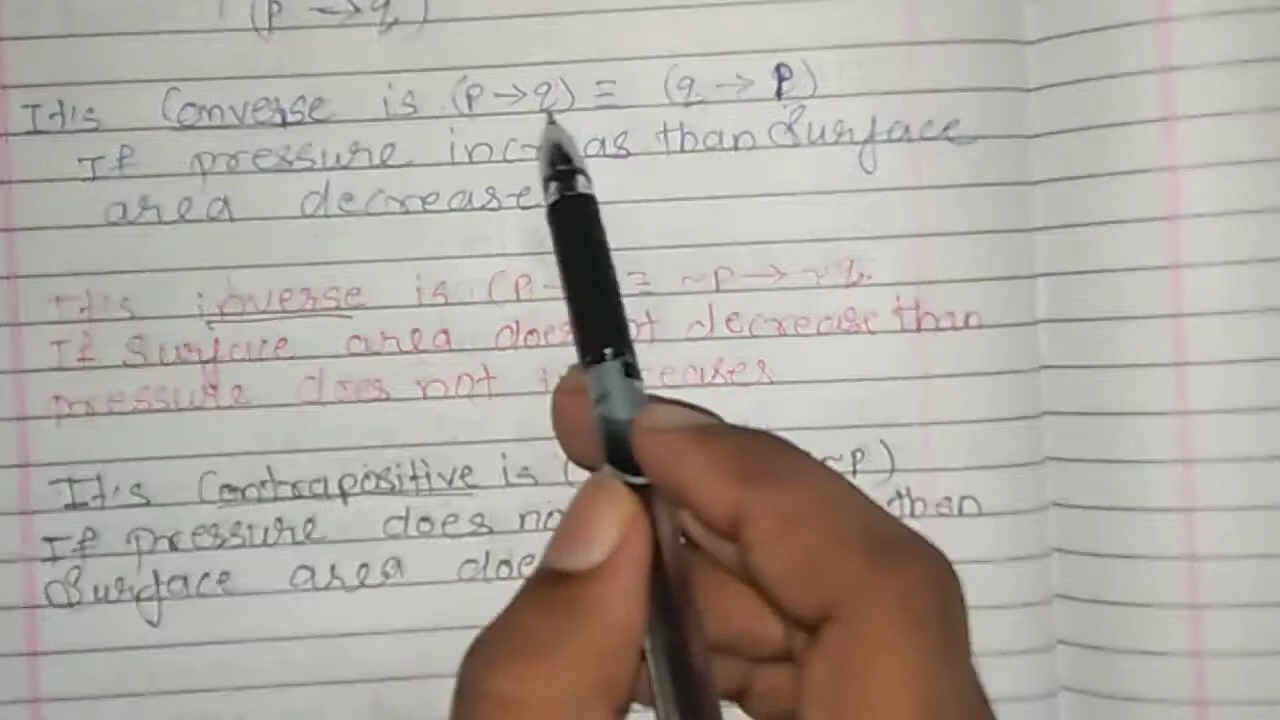 (p → q)
It's Converse is (p → q) ≡ (q → p)
If pressure as than Surface
area decrease
It's inverse is (p ≡ ~p → ~q.
If Surface area does decrease than
pressure does not
It's Contrapositive is ( ~p)
If pressure does than
Surface area